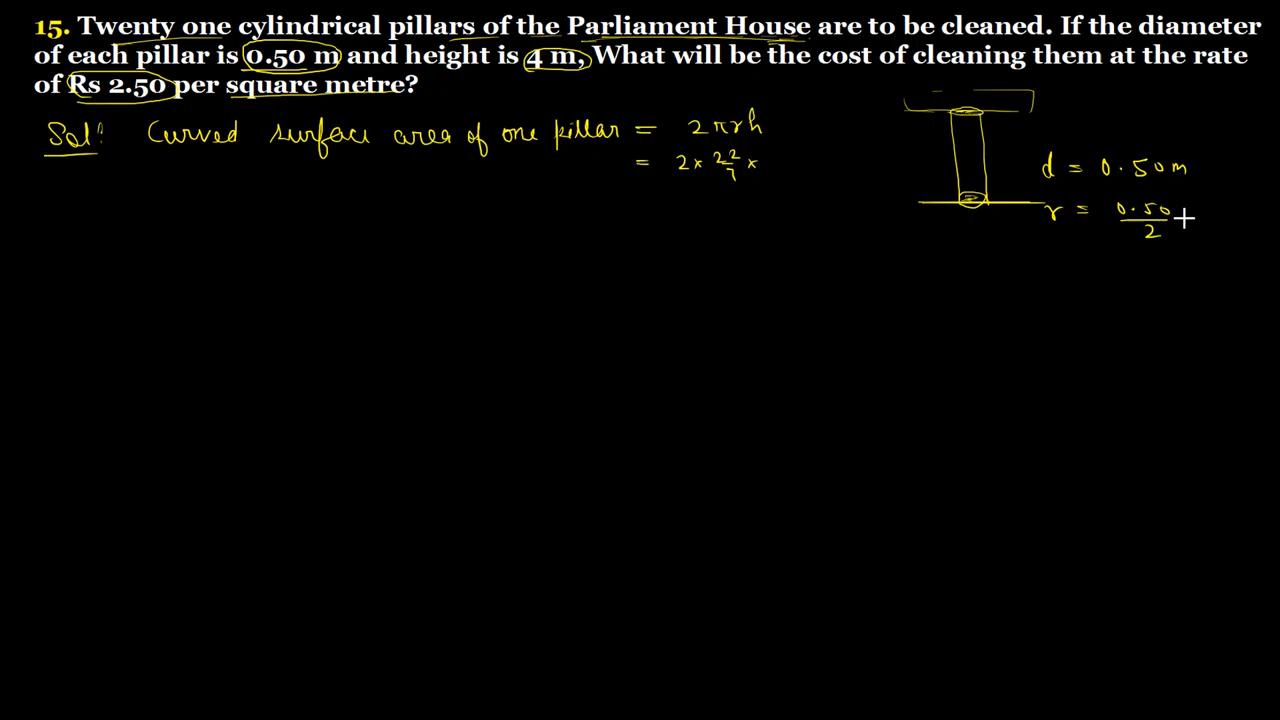 15. Twenty one cylindrical pillars of the Parliament House are to be cleaned. If the diameter
of each pillar is 0.50 m and height is 4 m, What will be the cost of cleaning them at the rate
of Rs 2.50 per square metre?
Sol: Curved surface area of one pillar = 2πrh
= 2 × 22/7 ×
d = 0.50 m
r = 0.50/2